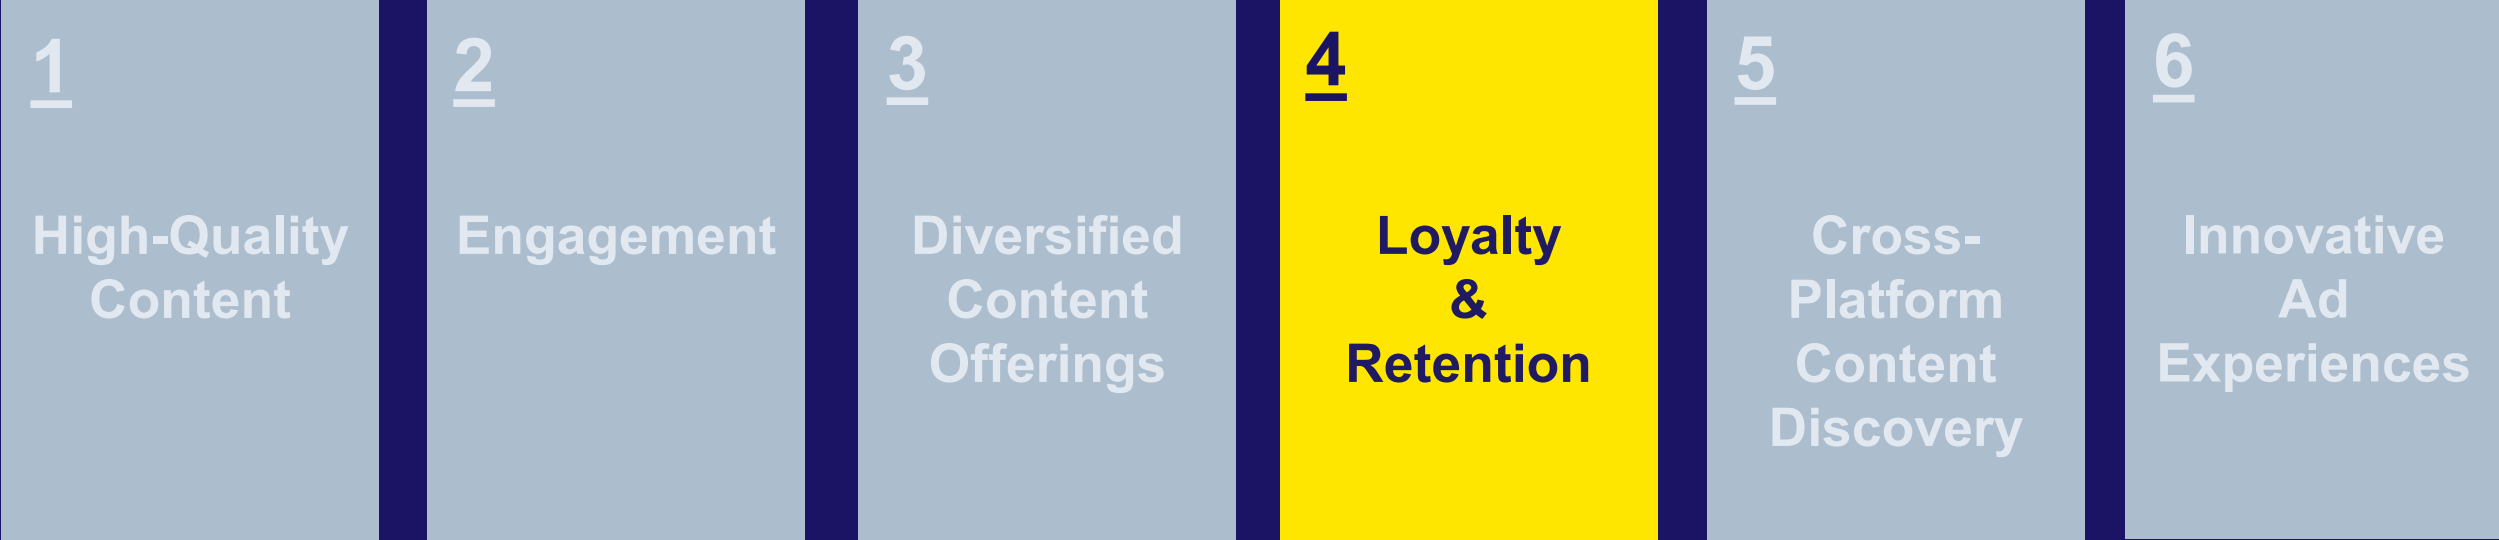 1
High-Quality
Content
2
Engagement
3
Diversified
Content
Offerings
4
Loyalty
&
Retention
5
Cross-
Platform
Content
Discovery
6
Innovative
Ad
Experiences